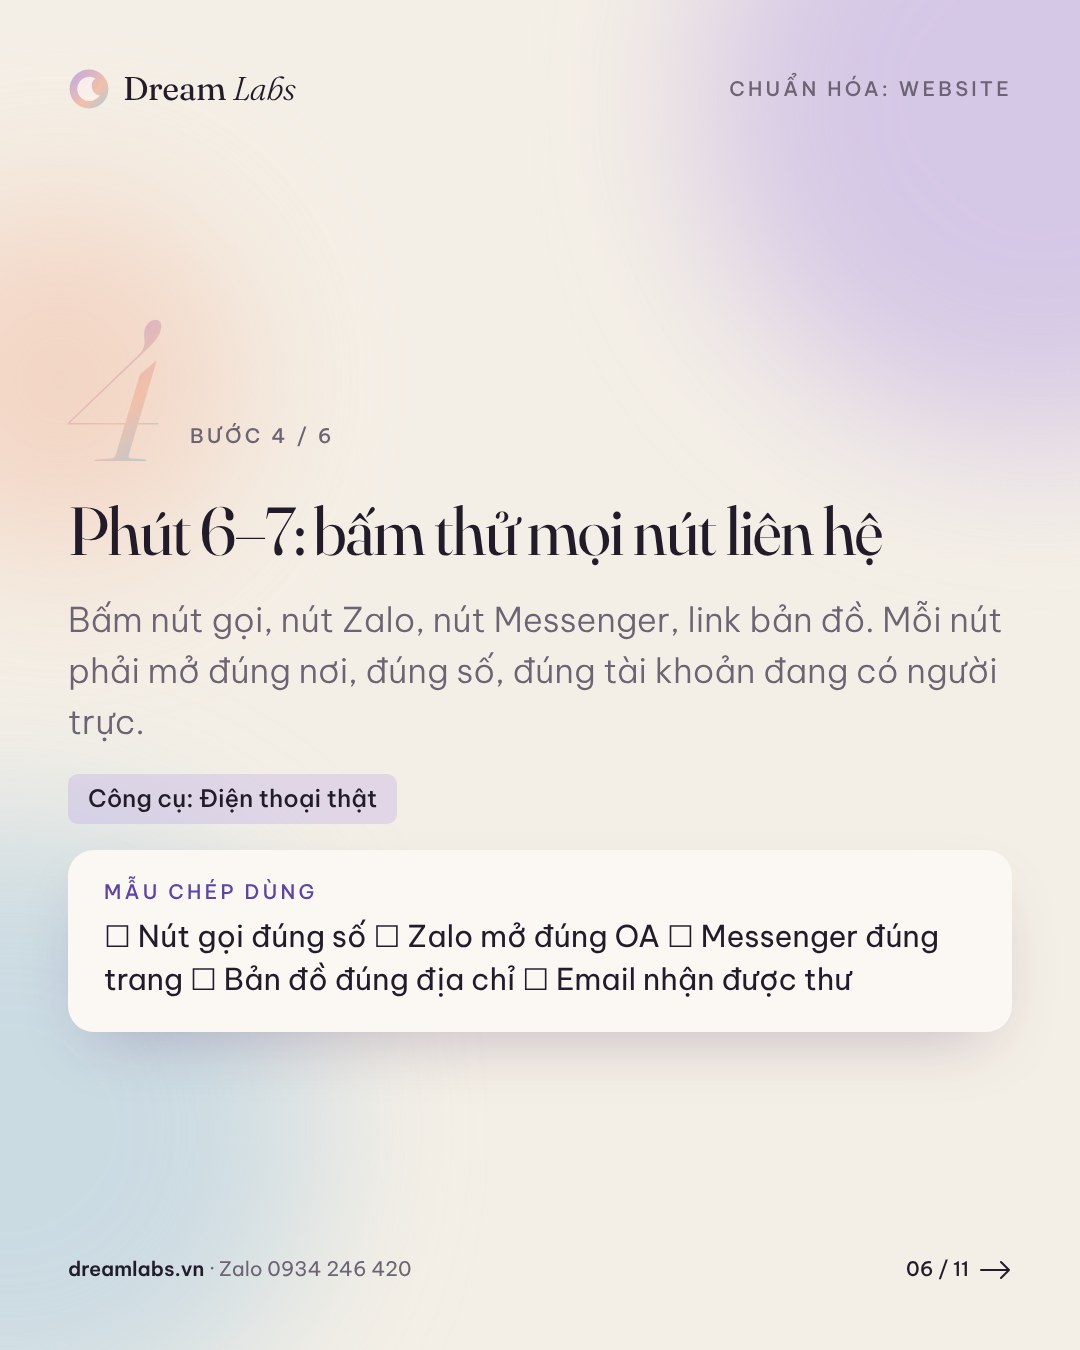 Dream Labs
CHUẨN HÓA: WEBSITE
4
BƯỚC 4 / 6
Phút 6–7: bấm thử mọi nút liên hệ
Bấm nút gọi, nút Zalo, nút Messenger, link bản đồ. Mỗi nút
phải mở đúng nơi, đúng số, đúng tài khoản đang có người
trực.
Công cụ: Điện thoại thật
MẪU CHÉP DÙNG
☐ Nút gọi đúng số ☐ Zalo mở đúng OA ☐ Messenger đúng
trang ☐ Bản đồ đúng địa chỉ ☐ Email nhận được thư
dreamlabs.vn · Zalo 0934 246 420
06 / 11 →